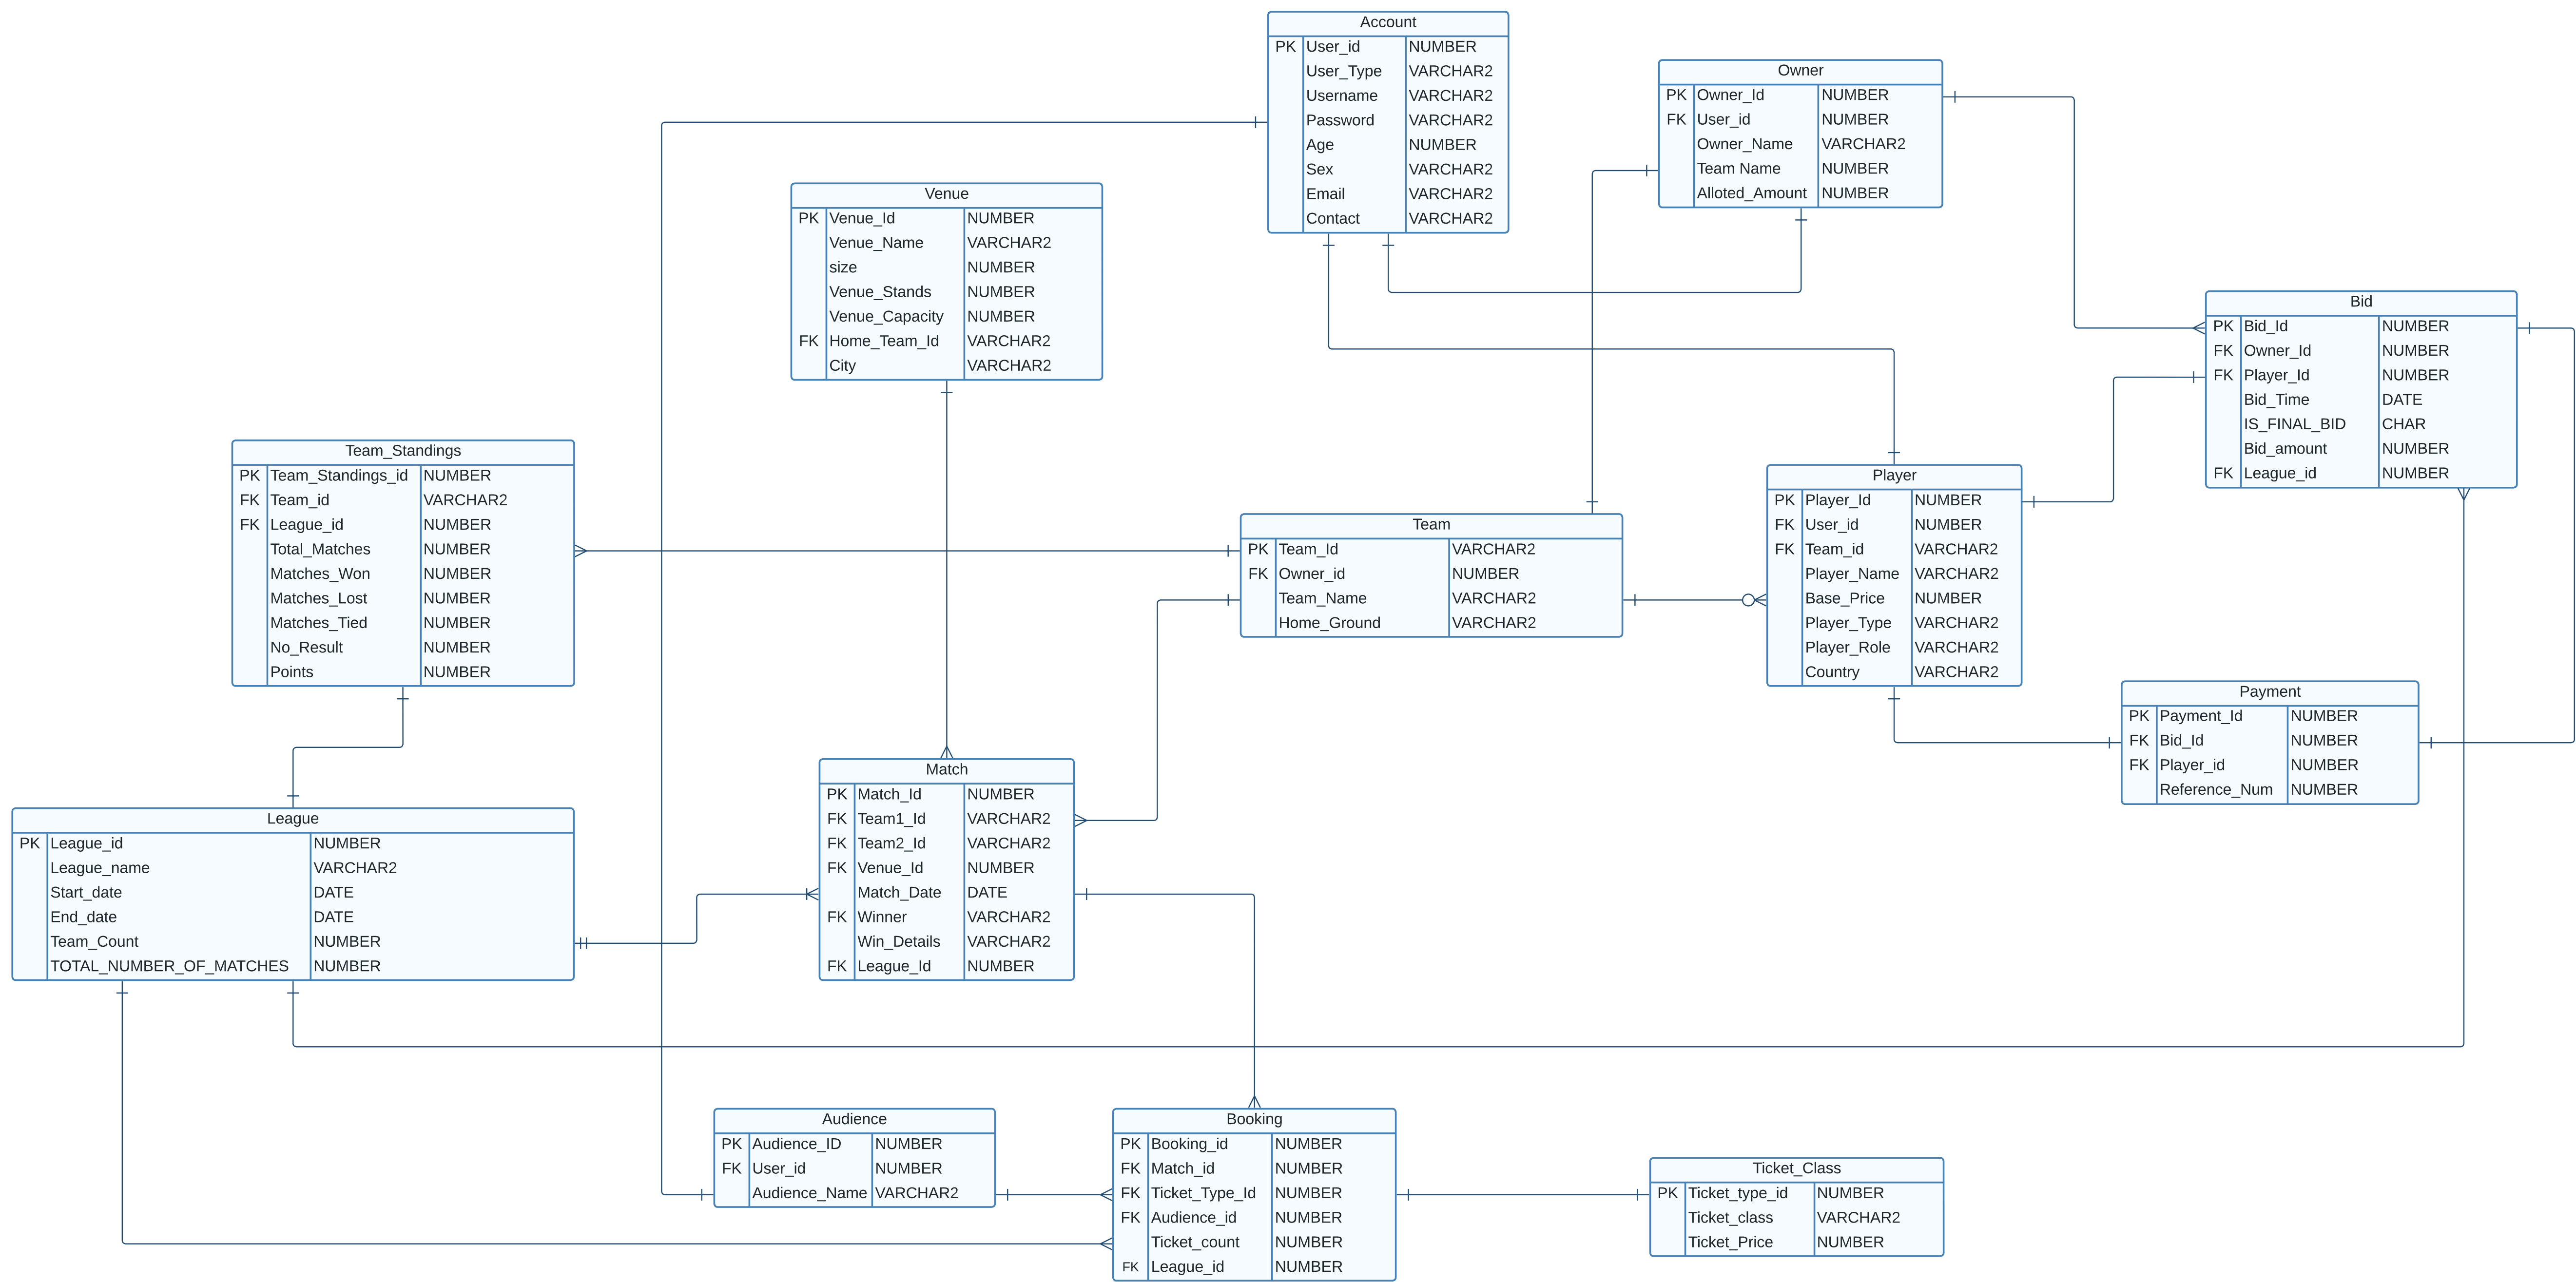 Account
PK User_id NUMBER
User_Type VARCHAR2
Username VARCHAR2
Password VARCHAR2
Age NUMBER
Sex VARCHAR2
Email VARCHAR2
Contact VARCHAR2
Owner
PK Owner_Id NUMBER
FK User_id NUMBER
Owner_Name VARCHAR2
Team Name NUMBER
Alloted_Amount NUMBER
Venue
PK Venue_Id NUMBER
Venue_Name VARCHAR2
size NUMBER
Venue_Stands NUMBER
Venue_Capacity NUMBER
FK Home_Team_Id VARCHAR2
City VARCHAR2
Bid
PK Bid_Id NUMBER
FK Owner_Id NUMBER
FK Player_Id NUMBER
Bid_Time DATE
IS_FINAL_BID CHAR
Bid_amount NUMBER
FK League_id NUMBER
Team_Standings
PK Team_Standings_id NUMBER
FK Team_id VARCHAR2
FK League_id NUMBER
Total_Matches NUMBER
Matches_Won NUMBER
Matches_Lost NUMBER
Matches_Tied NUMBER
No_Result NUMBER
Points NUMBER
Team
PK Team_Id VARCHAR2
FK Owner_id NUMBER
Team_Name VARCHAR2
Home_Ground VARCHAR2
Player
PK Player_Id NUMBER
FK User_id NUMBER
FK Team_id VARCHAR2
Player_Name VARCHAR2
Base_Price NUMBER
Player_Type VARCHAR2
Player_Role VARCHAR2
Country VARCHAR2
Payment
PK Payment_Id NUMBER
FK Bid_Id NUMBER
FK Player_id NUMBER
Reference_Num NUMBER
Match
PK Match_Id NUMBER
FK Team1_Id VARCHAR2
FK Team2_Id VARCHAR2
FK Venue_Id NUMBER
Match_Date DATE
FK Winner VARCHAR2
Win_Details VARCHAR2
FK League_Id NUMBER
League
PK League_id NUMBER
League_name VARCHAR2
Start_date DATE
End_date DATE
Team_Count NUMBER
TOTAL_NUMBER_OF_MATCHES NUMBER
Audience
PK Audience_ID NUMBER
FK User_id NUMBER
Audience_Name VARCHAR2
Booking
PK Booking_id NUMBER
FK Match_id NUMBER
FK Ticket_Type_Id NUMBER
FK Audience_id NUMBER
Ticket_count NUMBER
FK League_id NUMBER
Ticket_Class
PK Ticket_type_id NUMBER
Ticket_class VARCHAR2
Ticket_Price NUMBER